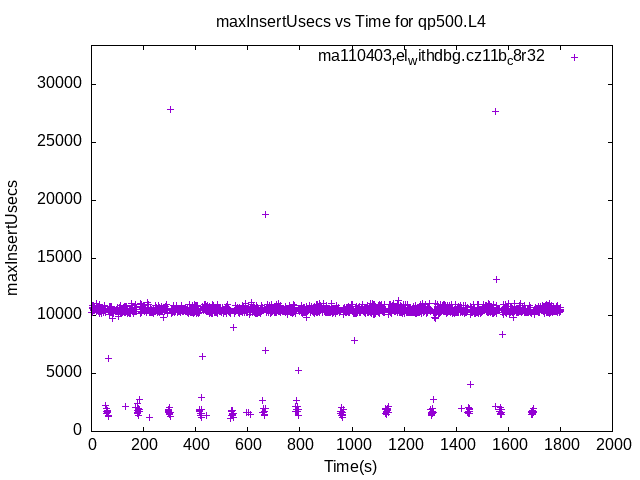 maxInsertUsecs vs Time for qp500.L4
ma110403relwithdbg.cz11bc8r32
30000
25000
20000
15000
10000
5000
0
maxInsertUsecs
0 200 400 600 800 1000 1200 1400 1600 1800 2000
Time(s)